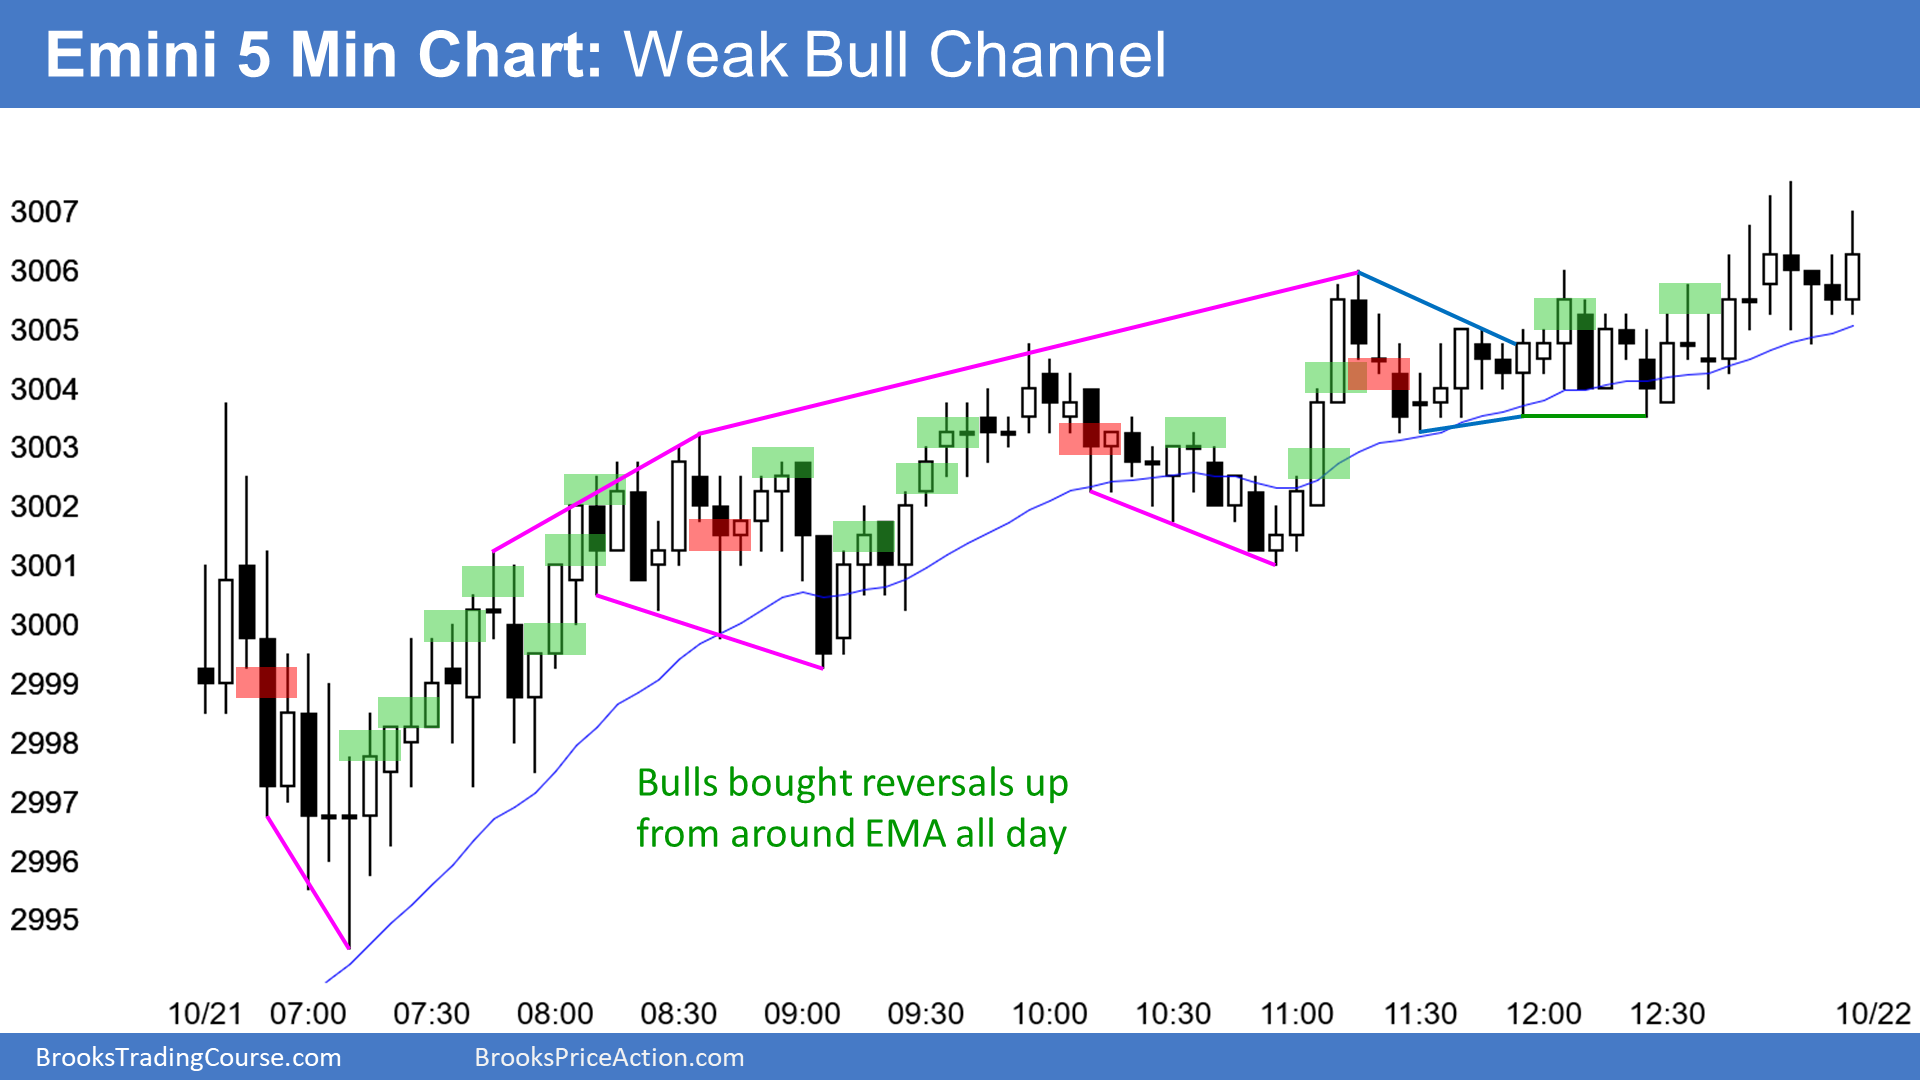 Emini 5 Min Chart: Weak Bull Channel
3007
3006
3005
3004
3003
3002
3001
3000
2999
2998
2997
2996
2995
Bulls bought reversals up
from around EMA all day
10/21 07:00 07:30 08:00 08:30 09:00 09:30 10:00 10:30 11:00 11:30 12:00 12:30 10/22
BrooksTradingCourse.com BrooksPriceAction.com